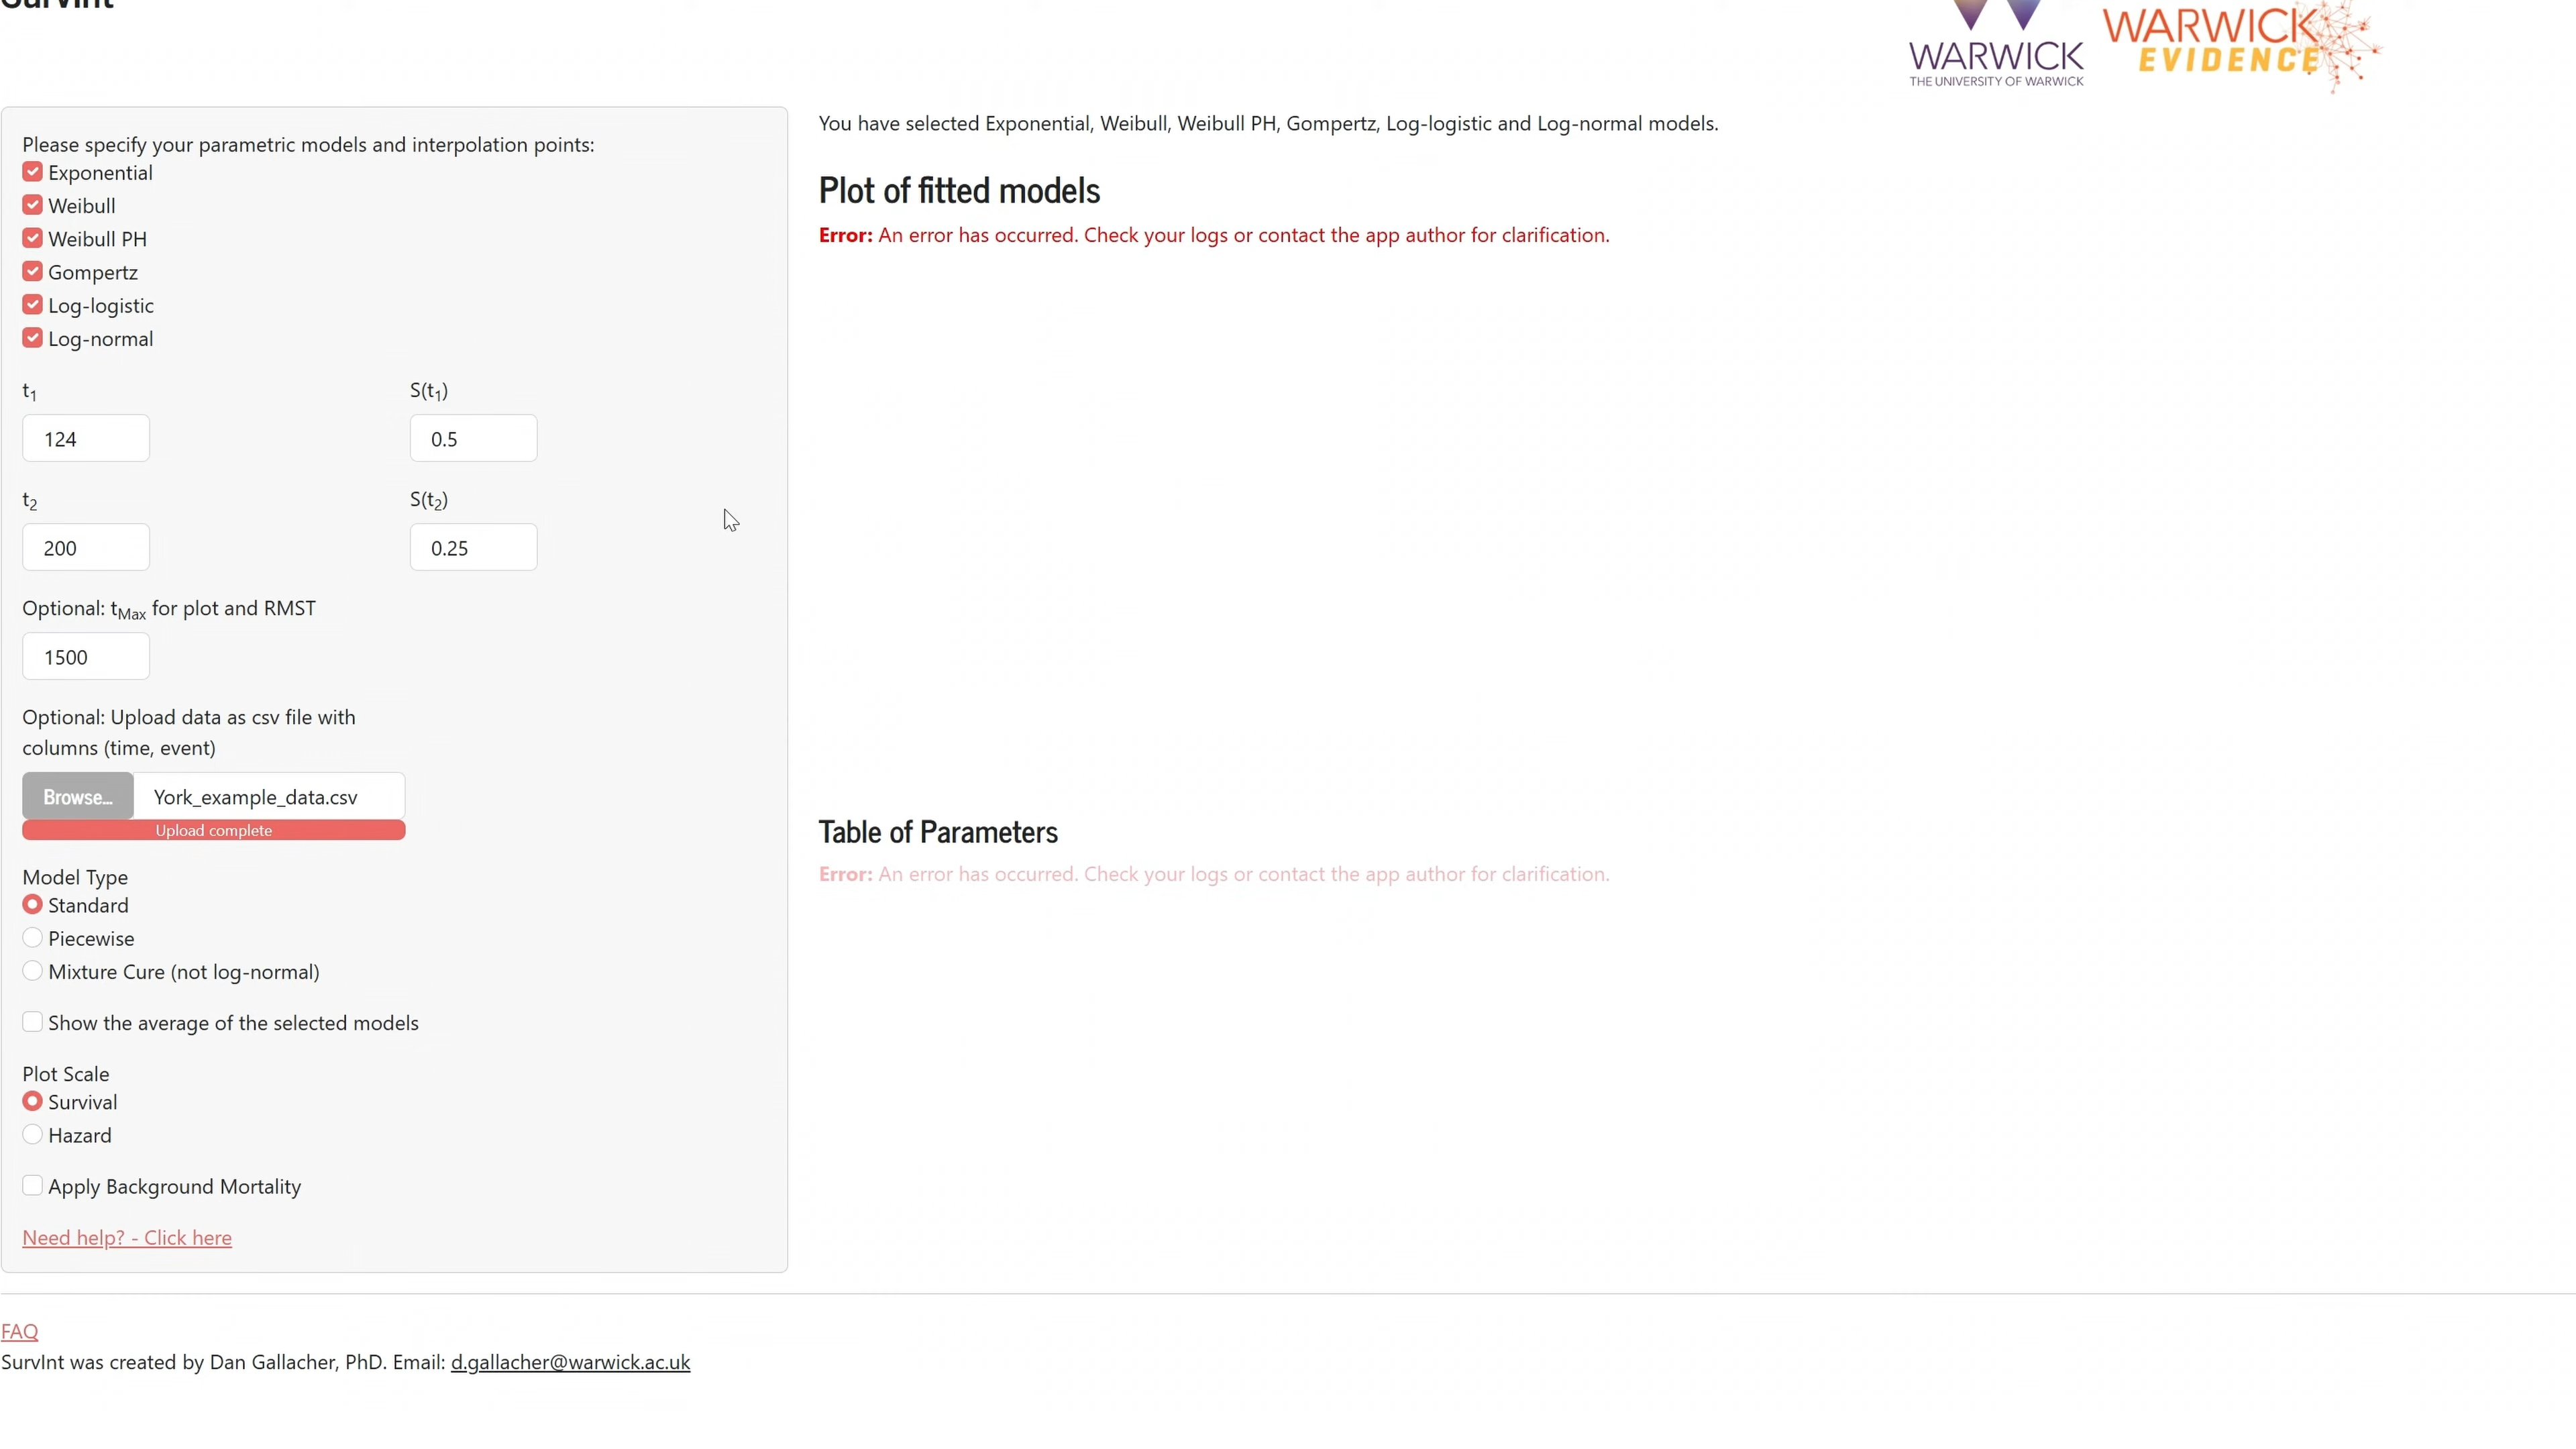 SurvInt
WARWICK
THE UNIVERSITY OF WARWICK
WARWICK
EVIDENCE
Please specify your parametric models and interpolation points:
Exponential
Weibull
Weibull PH
Gompertz
Log-logistic
Log-normal
t1 S(t1)
124 0.5
t2 S(t2)
200 0.25
Optional: tMax for plot and RMST
1500
Optional: Upload data as csv file with
columns (time, event)
Browse... York_example_data.csv
Upload complete
Model Type
Standard
Piecewise
Mixture Cure (not log-normal)
Show the average of the selected models
Plot Scale
Survival
Hazard
Apply Background Mortality
Need help? - Click here
You have selected Exponential, Weibull, Weibull PH, Gompertz, Log-logistic and Log-normal models.
Plot of fitted models
Error: An error has occurred. Check your logs or contact the app author for clarification.
Table of Parameters
Error: An error has occurred. Check your logs or contact the app author for clarification.
FAQ
SurvInt was created by Dan Gallacher, PhD. Email: d.gallacher@warwick.ac.uk